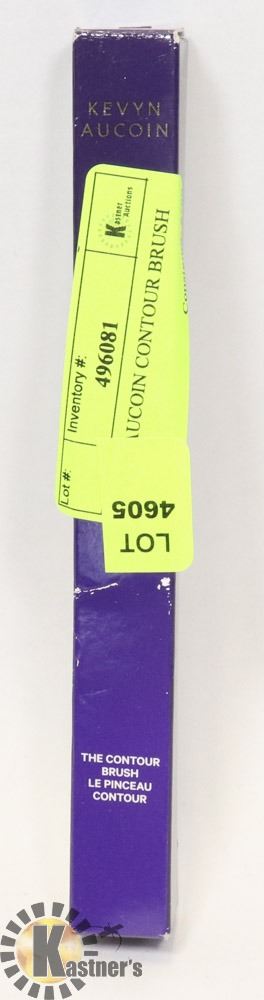 KEVYN
AUCOIN
Kastner
Auctions
Lot #:
Inventory #:
496081
AUCOIN CONTOUR BRUSH
LOT
4605
THE CONTOUR
BRUSH
LE PINCEAU
CONTOUR
Kastner's